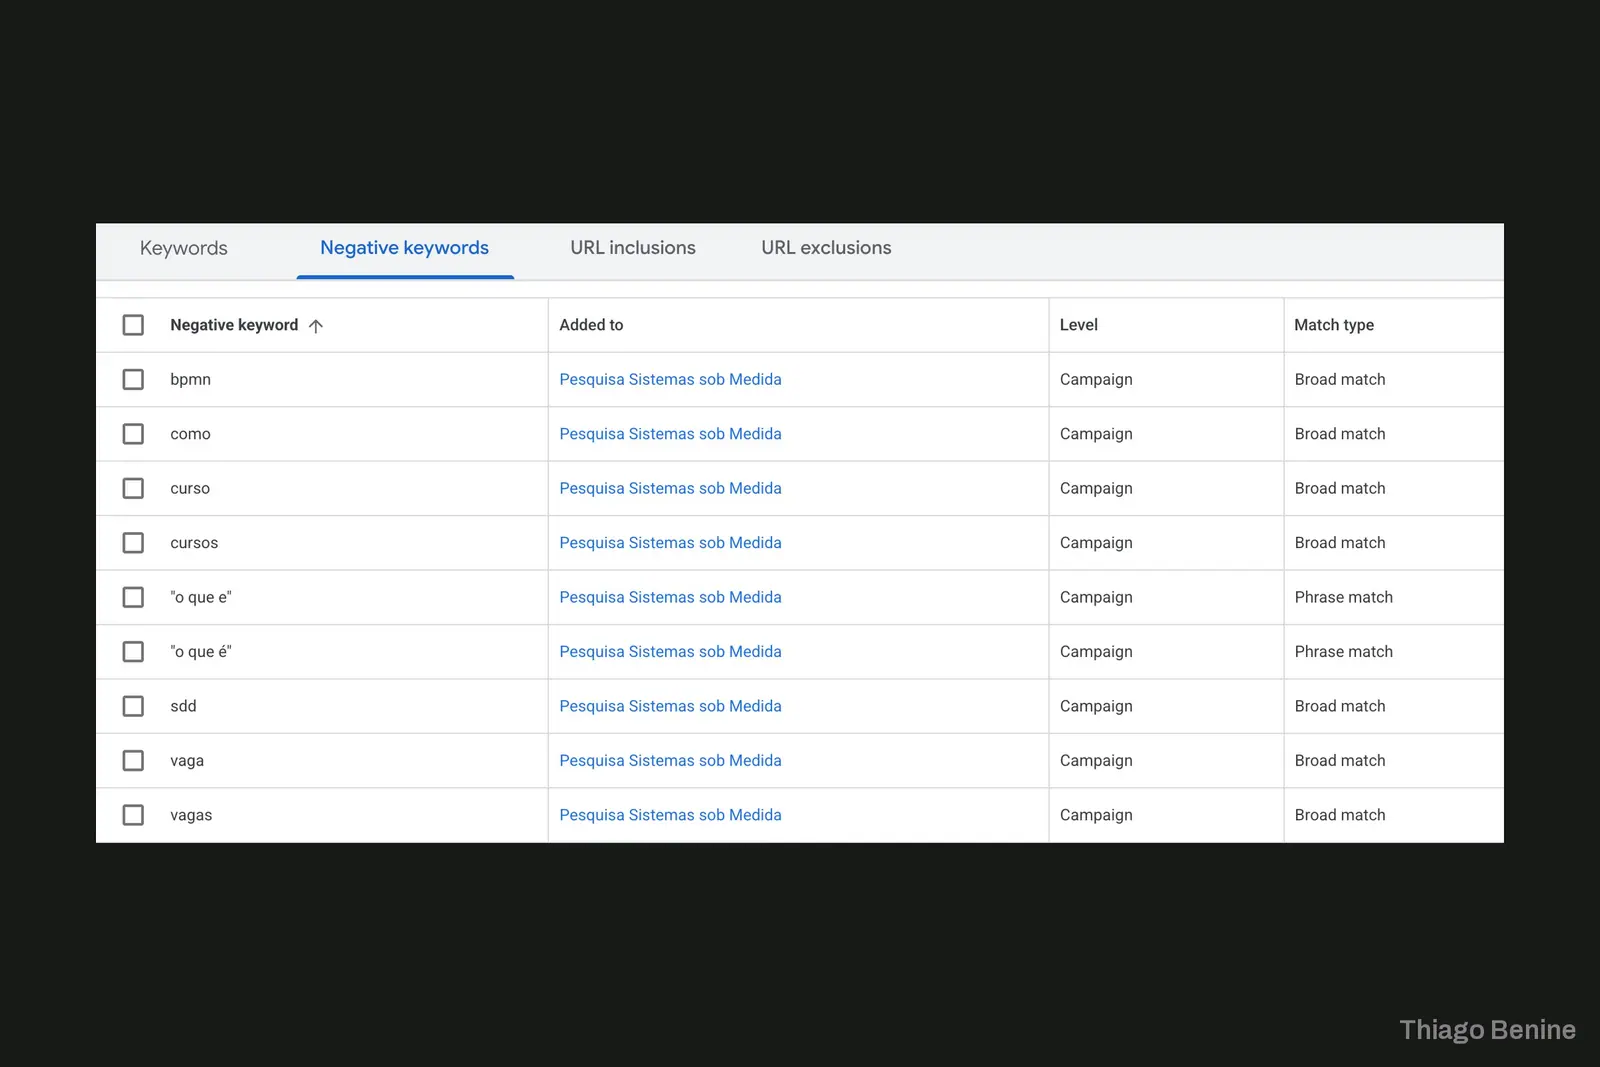 Keywords Negative keywords URL inclusions URL exclusions
Negative keyword ↑ Added to Level Match type
bpmn Pesquisa Sistemas sob Medida Campaign Broad match
como Pesquisa Sistemas sob Medida Campaign Broad match
curso Pesquisa Sistemas sob Medida Campaign Broad match
cursos Pesquisa Sistemas sob Medida Campaign Broad match
"o que e" Pesquisa Sistemas sob Medida Campaign Phrase match
"o que é" Pesquisa Sistemas sob Medida Campaign Phrase match
sdd Pesquisa Sistemas sob Medida Campaign Broad match
vaga Pesquisa Sistemas sob Medida Campaign Broad match
vagas Pesquisa Sistemas sob Medida Campaign Broad match
Thiago Benine